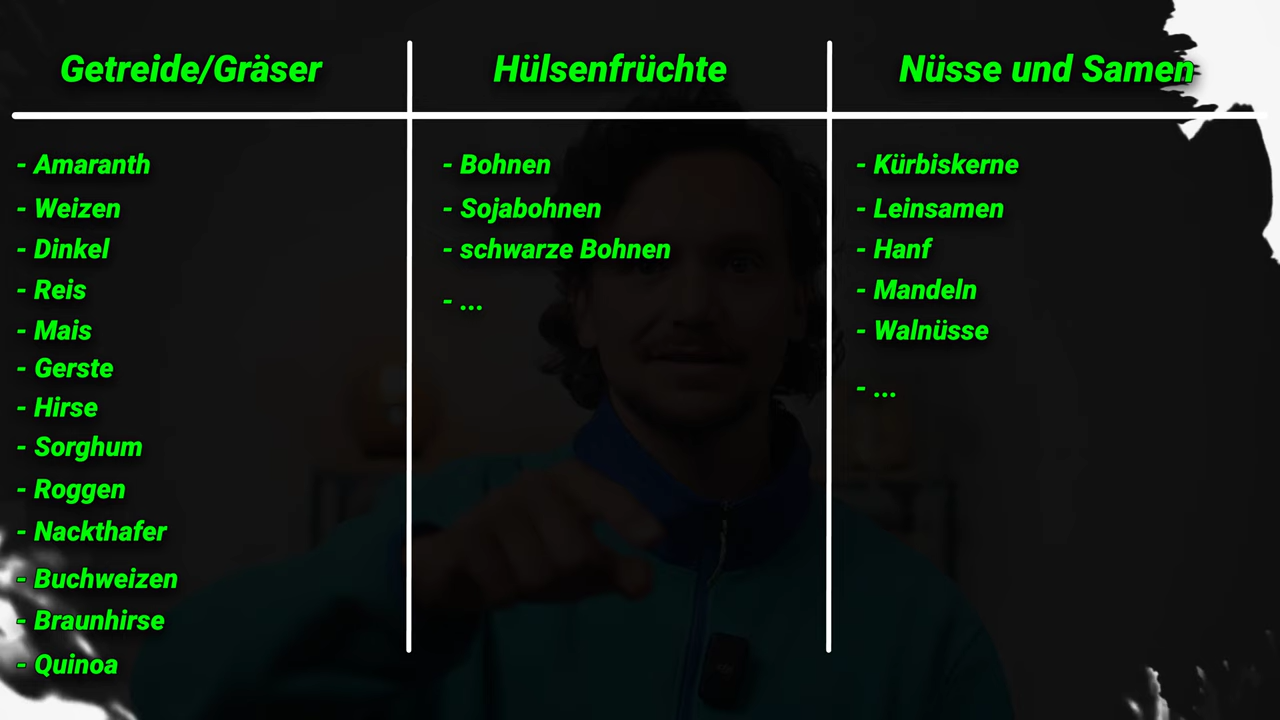 Getreide/Gräser
- Amaranth
- Weizen
- Dinkel
- Reis
- Mais
- Gerste
- Hirse
- Sorghum
- Roggen
- Nackthafer
- Buchweizen
- Braunhirse
- Quinoa
Hülsenfrüchte
- Bohnen
- Sojabohnen
- schwarze Bohnen
- ...
Nüsse und Samen
- Kürbiskerne
- Leinsamen
- Hanf
- Mandeln
- Walnüsse
- ...